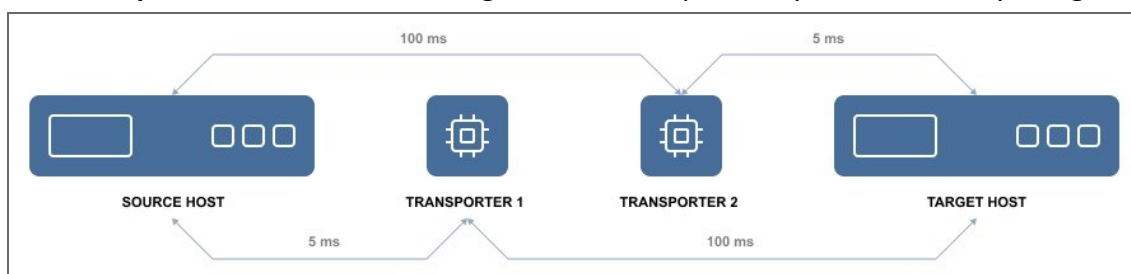 100 ms
5 ms
SOURCE HOST
TRANSPORTER 1
TRANSPORTER 2
TARGET HOST
5 ms
100 ms